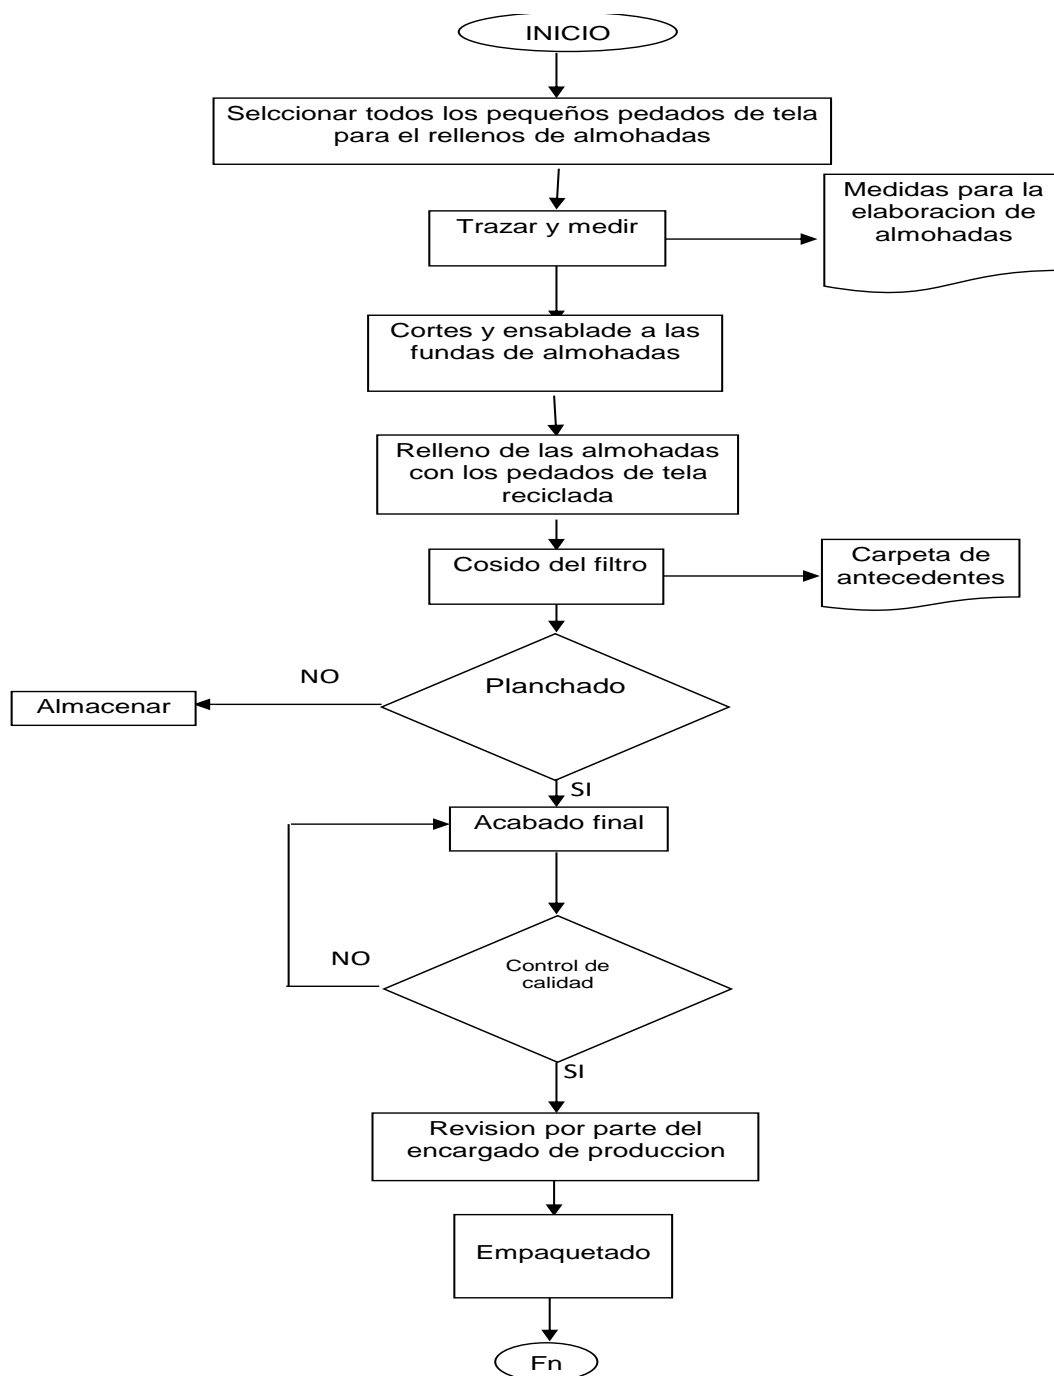 INICIO
Selccionar todos los pequeños pedados de tela
para el rellenos de almohadas
Medidas para la
elaboracion de
almohadas
Trazar y medir
Cortes y ensablade a las
fundas de almohadas
Relleno de las almohadas
con los pedados de tela
reciclada
Cosido del filtro
Carpeta de
antecedentes
NO
Planchado
Almacenar
SI
Acabado final
NO
Control de
calidad
SI
Revision por parte del
encargado de produccion
Empaquetado
Fn